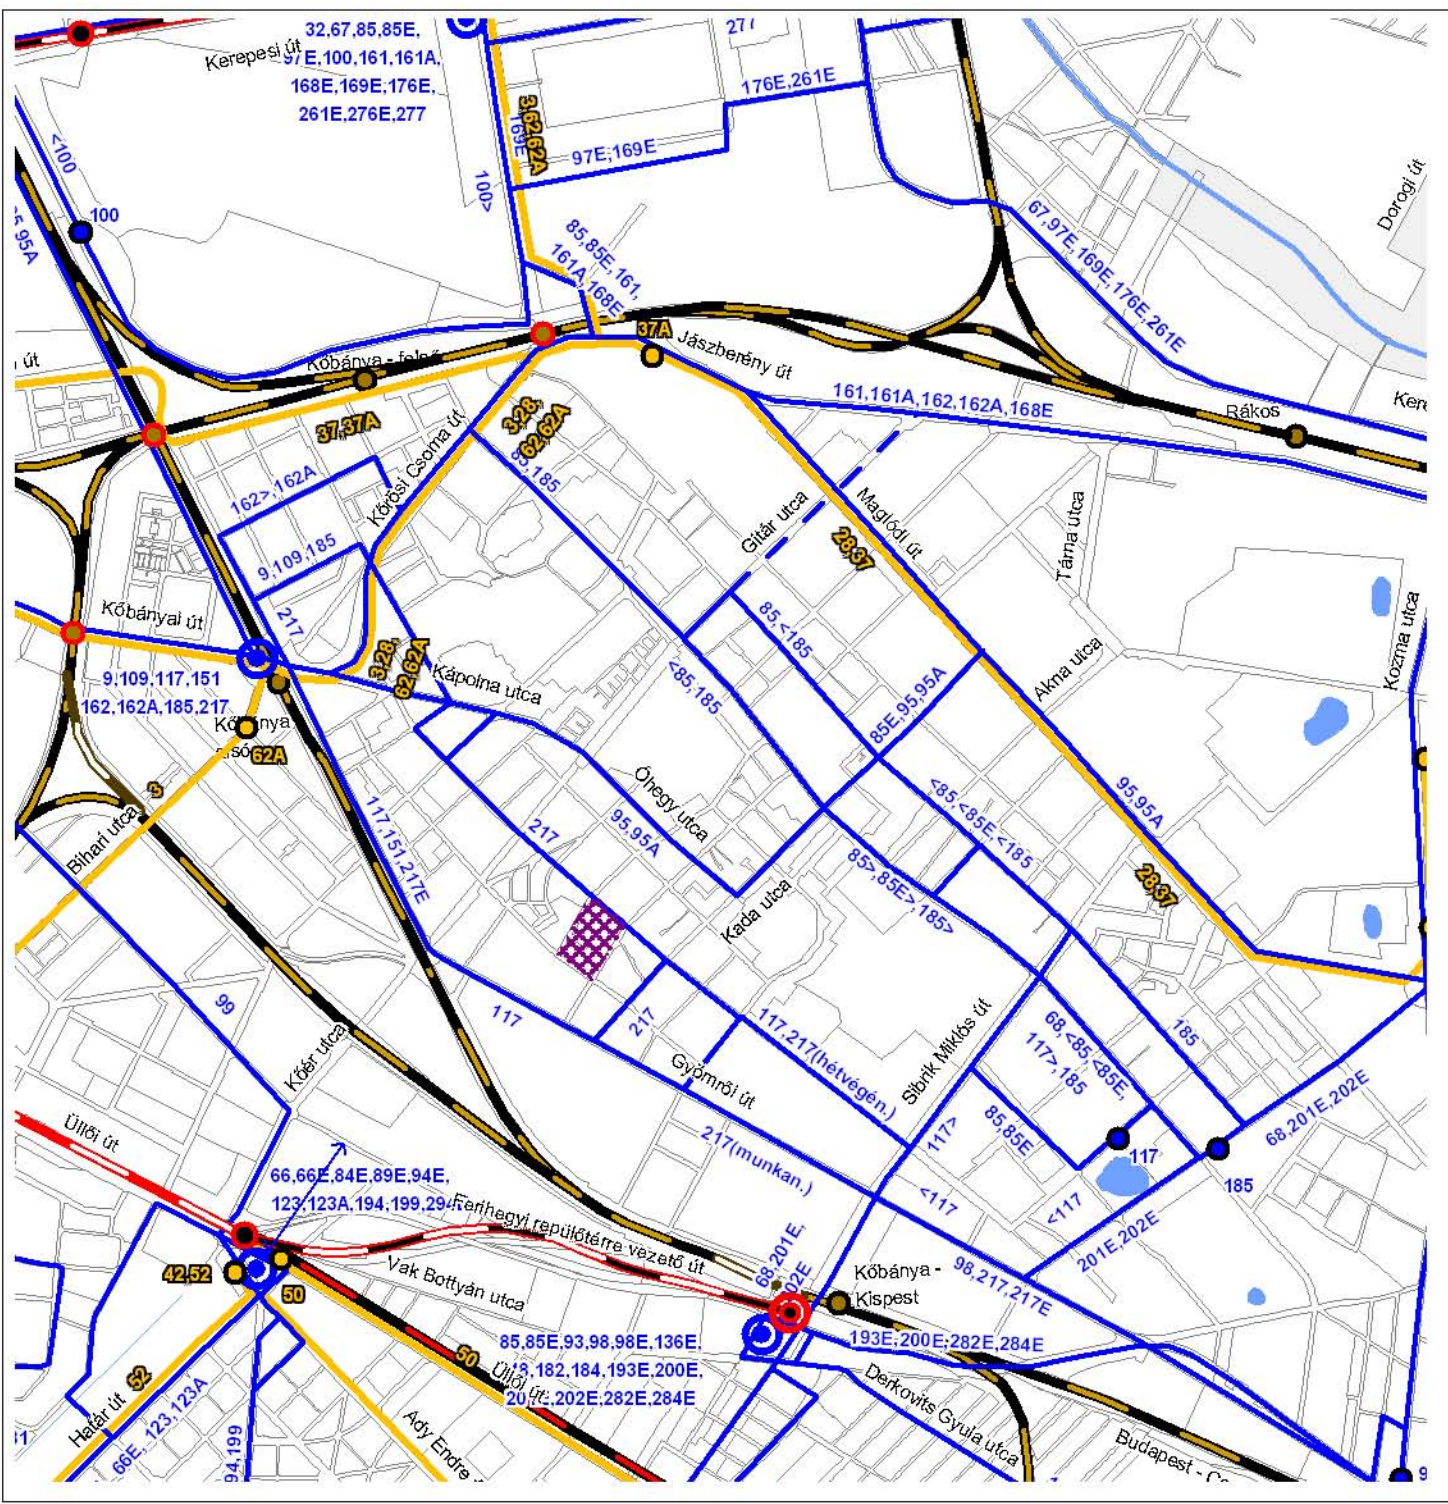 32,67,85,85E,
97E,100,161,161A,
168E,169E,176E,
261E,276E,277
Kerepesi út
277
176E,261E
3,62,62A
169E
97E,169E
<100
100>
100
95A
85,85E,161,
161A,168E
67,97E,169E,176E,261E
Dorogi út
út
37A
Jászberény út
Kőbánya - felső
161,161A,162,162A,168E
Rákos
37,37A
3,28,
62,62A
Kőrösi Csoma út
85,185
162>,162A
9,109,185
Gitár utca
Maglódi út
28,37
Tárna utca
Kozma utca
217
Kőbányai út
3,28,
62,62A
85,<185
9,109,117,151
162,162A,185,217
Kápolna utca
<85,185
85E,95,95A
Akna utca
Kőbánya
alsó
62A
3
Bihari utca
117,151,217E
217
Óhegy utca
95,95A
<85,<85E,<185
95,95A
85>,85E>,185>
28,37
Kada utca
99
117
217
117,217(hétvégén.)
Sibrik Miklós út
68,<85,<85E,
117>,185
185
Kőér utca
Gyömrői út
Üllői út
217(munkan.)
117>
85,85E
117
68,201E,202E
66,66E,84E,89E,94E,
123,123A,194,199,294
<117
<117
185
Ferihegyi repülőtérre vezető út
201E,202E
42,52
50
Vak Bottyán utca
68,201E,
202E
Kőbánya -
Kispest
98,217,217E
85,85E,93,98,98E,136E,
182,184,193E,200E,
202E,282E,284E
193E,200E,282E,284E
50
Üllői út
52
Határ út
66E, 123, 123A
94,199
Ady Endre
Derkovits Gyula utca
Budapest -